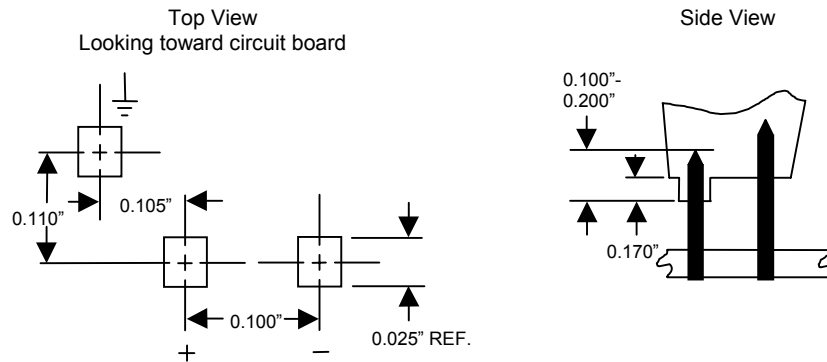 Top View
Looking toward circuit board
Side View
0.100”-
0.200”
0.110”
0.105”
0.170”
0.100”
0.025” REF.
+
−